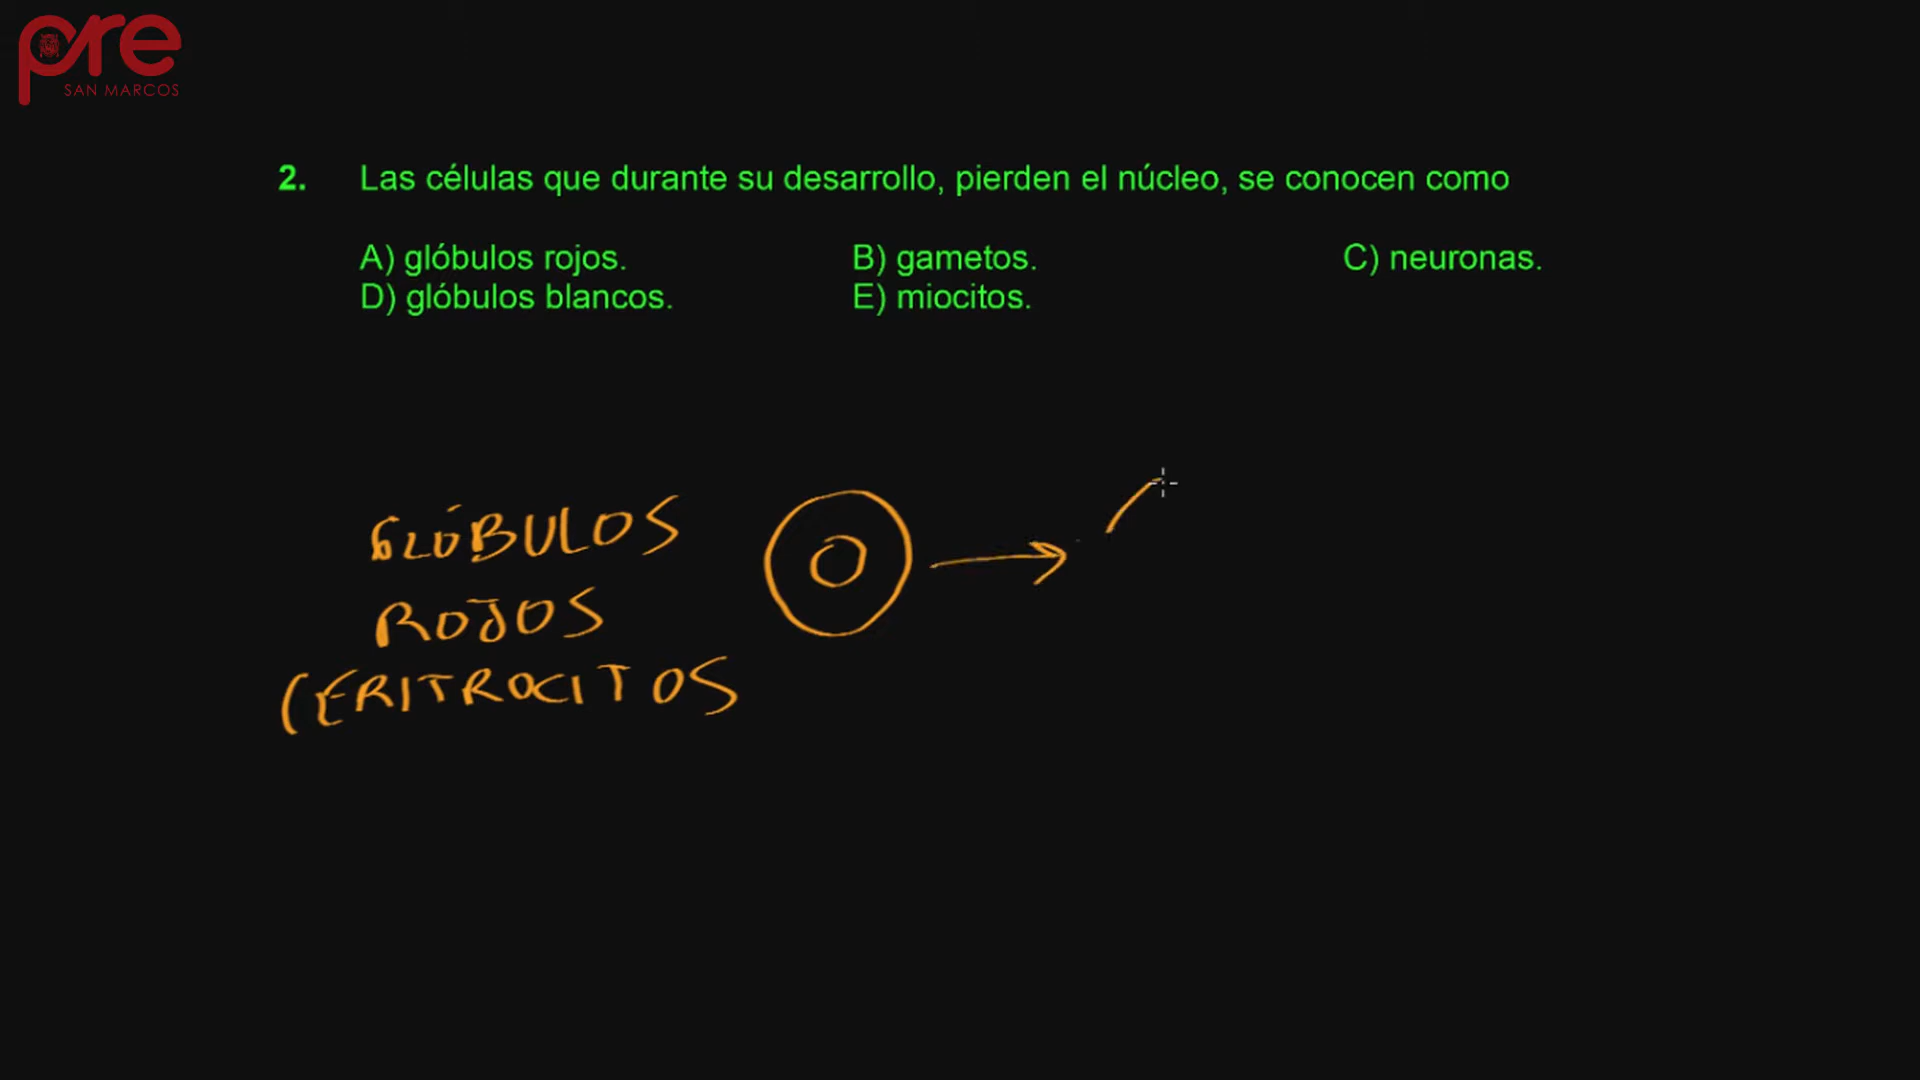 pre
SAN MARCOS
2. Las células que durante su desarrollo, pierden el núcleo, se conocen como
A) glóbulos rojos. B) gametos. C) neuronas.
D) glóbulos blancos. E) miocitos.
GLÓBULOS
ROJOS
(ERITROCITOS